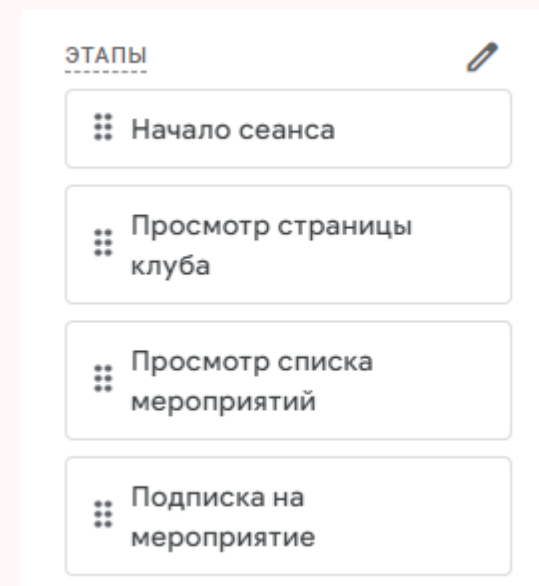 ЭТАПЫ
Начало сеанса
Просмотр страницы
клуба
Просмотр списка
мероприятий
Подписка на
мероприятие